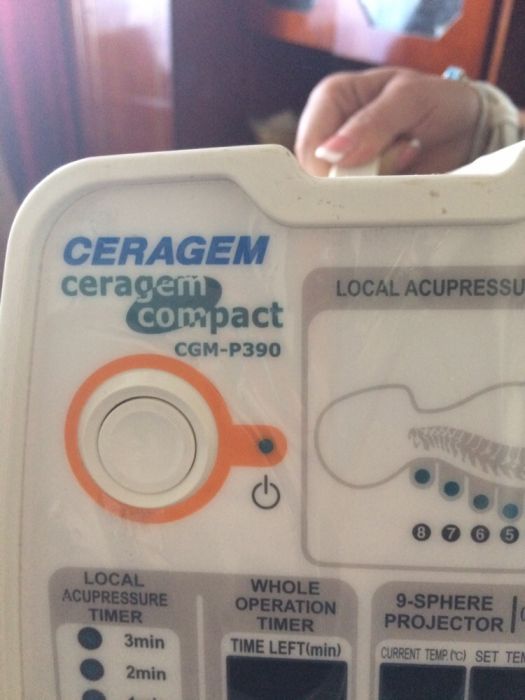 CERAGEM
ceragem
compact
CGM-P390
LOCAL
8 7 6 5
LOCAL
ACUPRESSURE
TIMER
3min
2min
WHOLE
OPERATION
TIMER
TIME LEFT(min)
9-SPHERE
PROJECTOR
CURRENT TEMP.(°C) SET